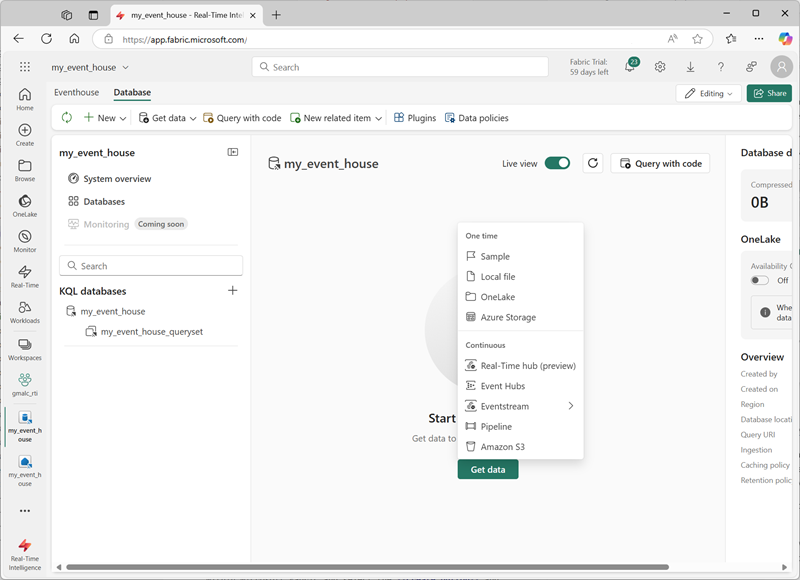 my_event_house - Real-Time Intelli
https://app.fabric.microsoft.com/
my_event_house
Search
Fabric Trial:
59 days left
23
Eventhouse
Database
Editing
Share
New
Get data
Query with code
New related item
Plugins
Data policies
Home
Create
Browse
OneLake
Monitor
Real-Time
Workloads
Workspaces
gmalc_rti
my_event_h
ouse
my_event_h
ouse
Real-Time
Intelligence
my_event_house
System overview
Databases
Monitoring Coming soon
Search
KQL databases
my_event_house
my_event_house_queryset
my_event_house
Live view
Query with code
One time
Sample
Local file
OneLake
Azure Storage
Continuous
Real-Time hub (preview)
Event Hubs
Eventstream
Pipeline
Amazon S3
Start
Get data to
Get data
Database d
Compressed
0B
OneLake
Availability
Off
Whe
data
Overview
Created by
Created on
Region
Database locati
Query URI
Ingestion
Caching policy
Retention polic